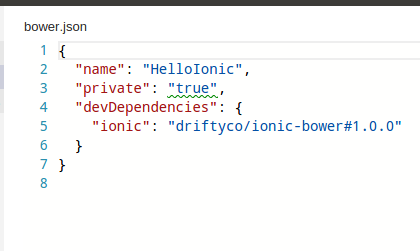 bower.json
1 {
2 "name": "HelloIonic",
3 "private": "true",
4 "devDependencies": {
5 "ionic": "driftyco/ionic-bower#1.0.0"
6 }
7 }
8